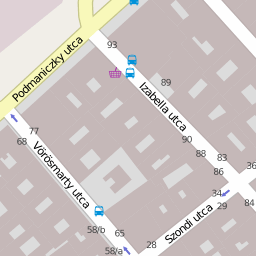 93
Podmaniczky utca
89
Izabella utca
77
68
90
88
83
86
36
Vörösmarty utca
34
29
84
Szondi utca
58/b
65
28
58/a